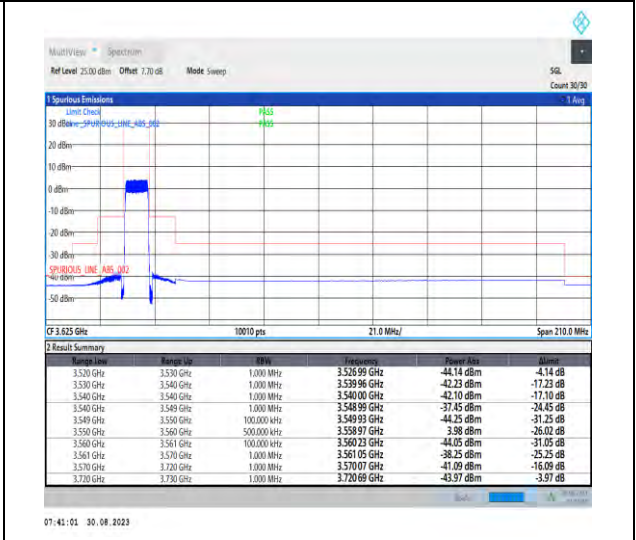 MultiView Spectrum
Ref Level 25.00 dBm Offset 7.70 dB Mode Sweep SGL
Count 30/30
1 Spurious Emissions 1 Avg
Limit Check PASS
30 dBm _SPURIOUS_LINE_ABS_002 PASS
20 dBm
10 dBm
0 dBm
-10 dBm
-20 dBm
-30 dBm
SPURIOUS_LINE_ABS_002
-40 dBm
-50 dBm
CF 3.625 GHz 10010 pts 21.0 MHz/ Span 210.0 MHz
2 Result Summary
Range Low Range Up RBW Frequency Power Abs ΔLimit
3.520 GHz 3.530 GHz 1.000 MHz 3.526 99 GHz -44.14 dBm -4.14 dB
3.530 GHz 3.540 GHz 1.000 MHz 3.539 96 GHz -42.23 dBm -17.23 dB
3.540 GHz 3.540 GHz 1.000 MHz 3.540 00 GHz -42.10 dBm -17.10 dB
3.540 GHz 3.549 GHz 1.000 MHz 3.548 99 GHz -37.45 dBm -24.45 dB
3.549 GHz 3.550 GHz 100.000 kHz 3.549 93 GHz -44.25 dBm -31.25 dB
3.550 GHz 3.560 GHz 500.000 kHz 3.558 97 GHz 3.98 dBm -26.02 dB
3.560 GHz 3.561 GHz 100.000 kHz 3.560 23 GHz -44.05 dBm -31.05 dB
3.561 GHz 3.570 GHz 1.000 MHz 3.561 05 GHz -38.25 dBm -25.25 dB
3.570 GHz 3.720 GHz 1.000 MHz 3.570 07 GHz -41.09 dBm -16.09 dB
3.720 GHz 3.730 GHz 1.000 MHz 3.720 69 GHz -43.97 dBm -3.97 dB
07:41:01 30.08.2023